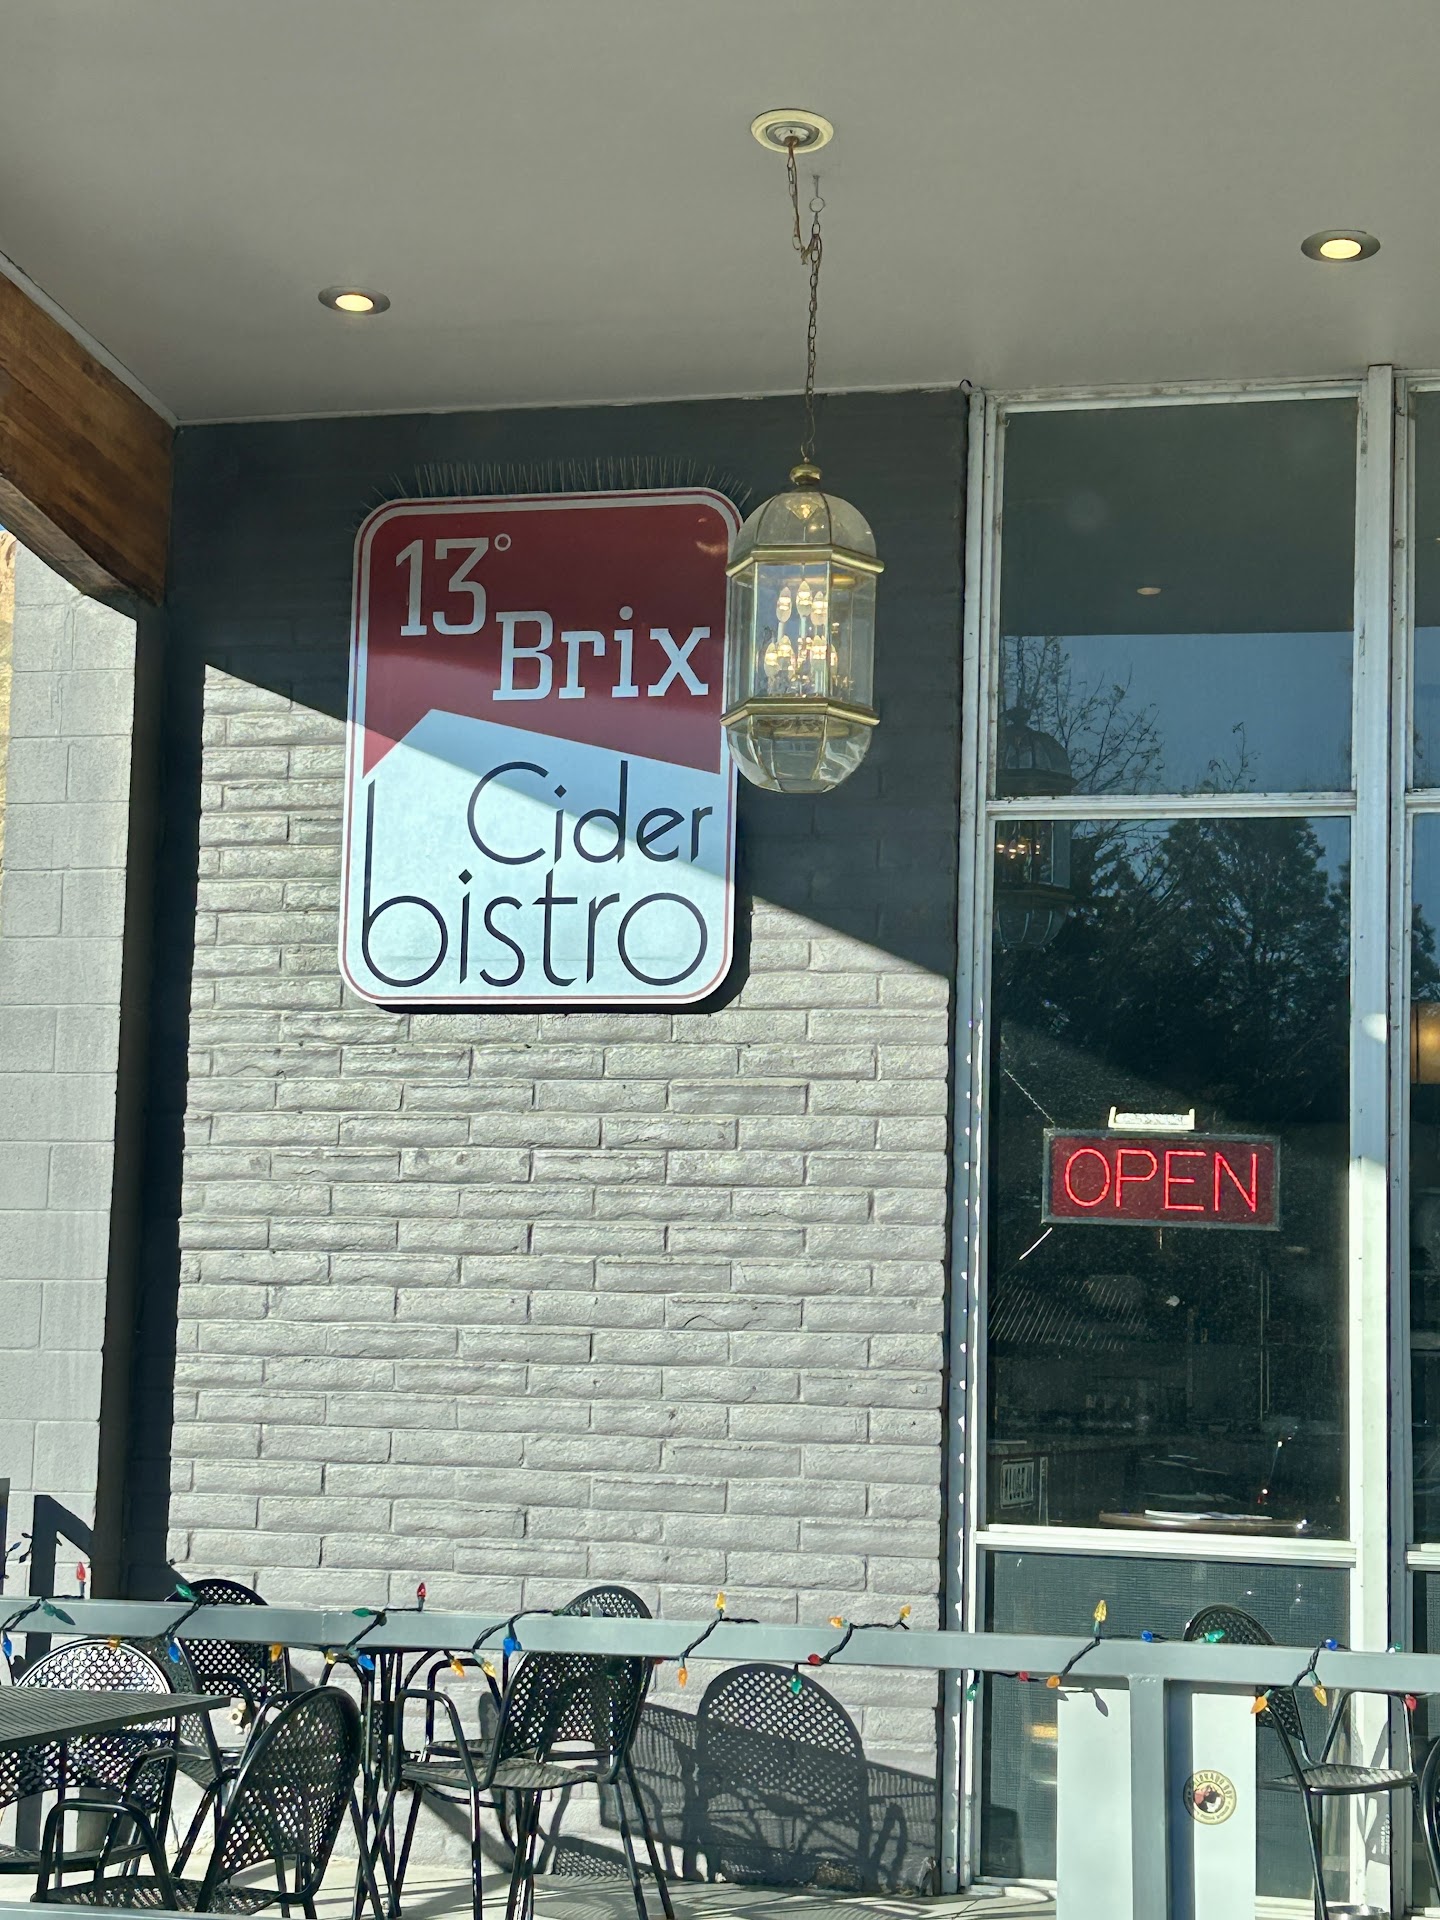 13°
Brix
Cider
bistro
OPEN